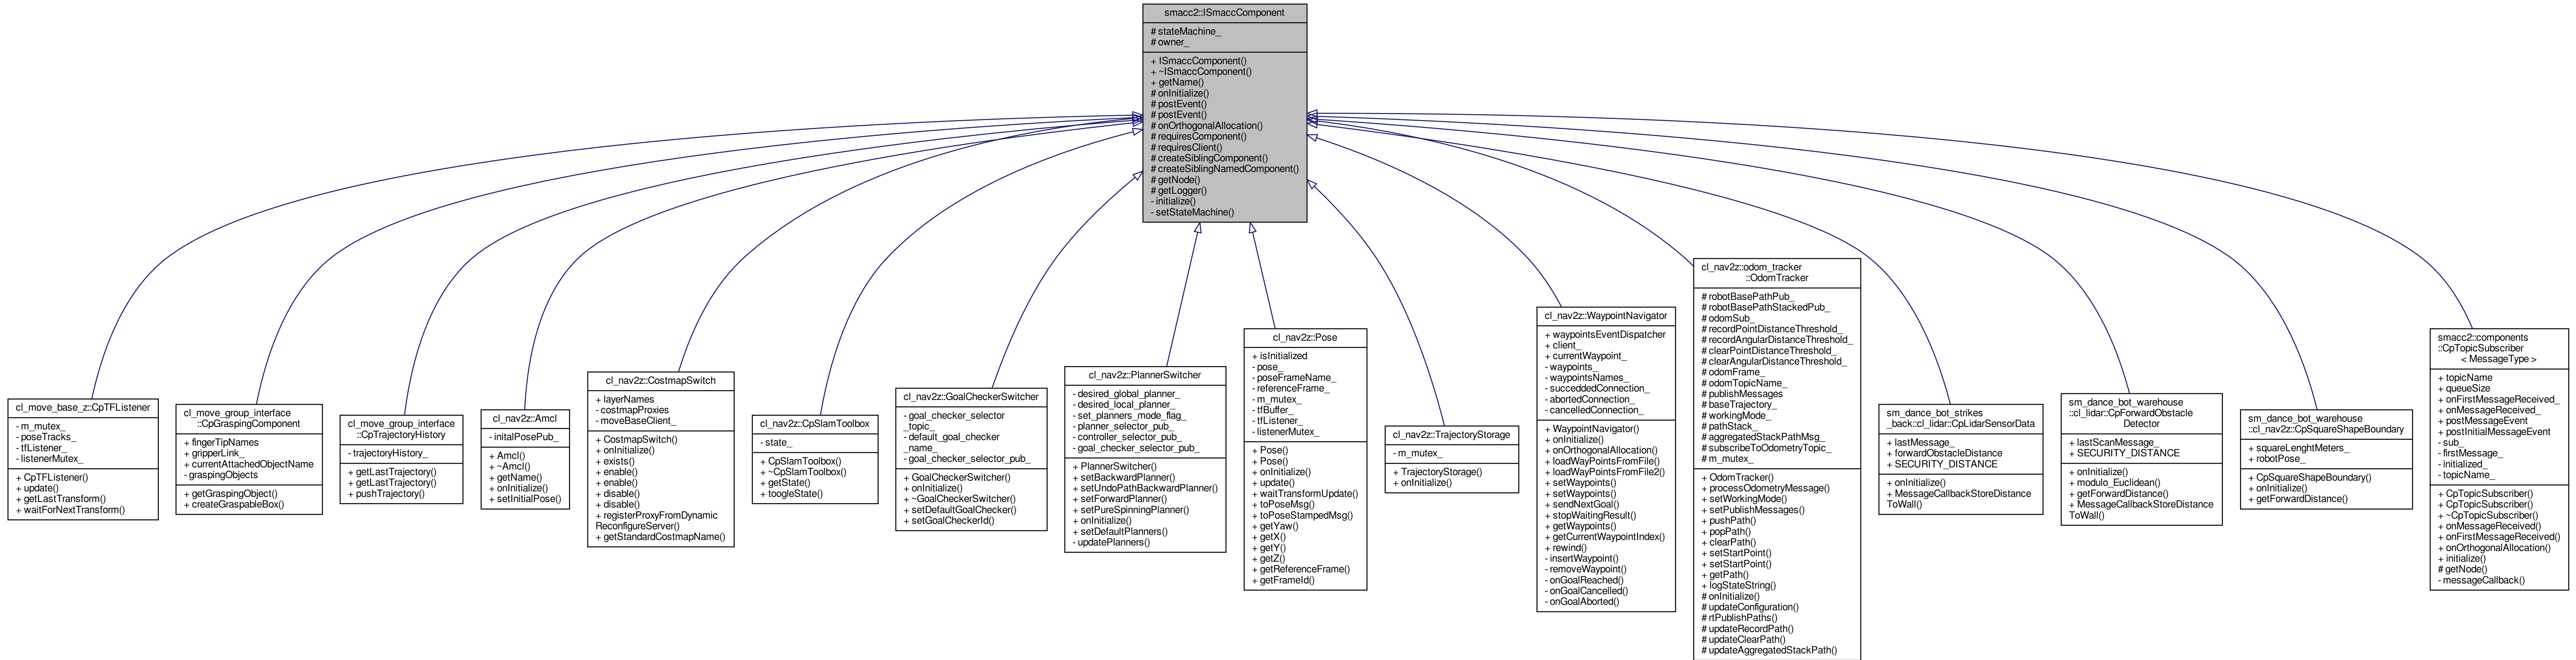 smacc2::ISmaccComponent
# stateMachine_
# owner_
+ ISmaccComponent()
+ ~ISmaccComponent()
+ getName()
# onInitialize()
# postEvent()
# postEvent()
# onOrthogonalAllocation()
# requiresComponent()
# requiresClient()
# createSiblingComponent()
# createSiblingNamedComponent()
# getNode()
# getLogger()
- initialize()
- setStateMachine()
cl_move_base_z::CpTFListener
- m_mutex_
- poseTracks_
- tfListener_
- listenerMutex_
+ CpTFListener()
+ update()
+ getLastTransform()
+ waitForNextTransform()
cl_move_group_interface
::CpGraspingComponent
+ fingerTipNames
+ gripperLink_
+ currentAttachedObjectName
- graspingObjects
+ getGraspingObject()
+ createGraspableBox()
cl_move_group_interface
::CpTrajectoryHistory
- trajectoryHistory_
+ getLastTrajectory()
+ getLastTrajectory()
+ pushTrajectory()
cl_nav2z::Amcl
- initalPosePub_
+ Amcl()
+ ~Amcl()
+ getName()
+ onInitialize()
+ setInitialPose()
cl_nav2z::CostmapSwitch
+ layerNames
- costmapProxies
- moveBaseClient_
+ CostmapSwitch()
+ onInitialize()
+ exists()
+ enable()
+ enable()
+ disable()
+ disable()
+ registerProxyFromDynamic
ReconfigureServer()
+ getStandardCostmapName()
cl_nav2z::CpSlamToolbox
- state_
+ CpSlamToolbox()
+ ~CpSlamToolbox()
+ getState()
+ toogleState()
cl_nav2z::GoalCheckerSwitcher
- goal_checker_selector
_topic_
- default_goal_checker
_name_
- goal_checker_selector_pub_
+ GoalCheckerSwitcher()
+ onInitialize()
+ ~GoalCheckerSwitcher()
+ setDefaultGoalChecker()
+ setGoalCheckerId()
cl_nav2z::PlannerSwitcher
- desired_global_planner_
- desired_local_planner_
- set_planners_mode_flag_
- planner_selector_pub_
- controller_selector_pub_
- goal_checker_selector_pub_
+ PlannerSwitcher()
+ setBackwardPlanner()
+ setUndoPathBackwardPlanner()
+ setForwardPlanner()
+ setPureSpinningPlanner()
+ onInitialize()
+ setDefaultPlanners()
- updatePlanners()
cl_nav2z::Pose
+ isInitialized
- pose_
- poseFrameName_
- referenceFrame_
- m_mutex_
- tfBuffer_
- tfListener_
- listenerMutex_
+ Pose()
+ Pose()
+ onInitialize()
+ update()
+ waitTransformUpdate()
+ toPoseMsg()
+ toPoseStampedMsg()
+ getYaw()
+ getX()
+ getY()
+ getZ()
+ getReferenceFrame()
+ getFrameId()
cl_nav2z::TrajectoryStorage
- m_mutex_
+ TrajectoryStorage()
+ onInitialize()
cl_nav2z::WaypointNavigator
+ waypointsEventDispatcher
+ client_
+ currentWaypoint_
- waypoints_
- waypointsNames_
- succeddedConnection_
- abortedConnection_
- cancelledConnection_
+ WaypointNavigator()
+ onInitialize()
+ onOrthogonalAllocation()
+ loadWayPointsFromFile()
+ loadWayPointsFromFile2()
+ setWaypoints()
+ setWaypoints()
+ sendNextGoal()
+ stopWaitingResult()
+ getWaypoints()
+ getCurrentWaypointIndex()
+ rewind()
- insertWaypoint()
- removeWaypoint()
- onGoalReached()
- onGoalCancelled()
- onGoalAborted()
cl_nav2z::odom_tracker
::OdomTracker
# robotBasePathPub_
# robotBasePathStackedPub_
# odomSub_
# recordPointDistanceThreshold_
# recordAngularDistanceThreshold_
# clearPointDistanceThreshold_
# clearAngularDistanceThreshold_
# odomFrame_
# odomTopicName_
# publishMessages
# baseTrajectory_
# workingMode_
# pathStack_
# aggregatedStackPathMsg_
# subscribeToOdometryTopic_
# m_mutex_
+ OdomTracker()
+ processOdometryMessage()
+ setWorkingMode()
+ setPublishMessages()
+ pushPath()
+ popPath()
+ clearPath()
+ setStartPoint()
+ setStartPoint()
+ getPath()
+ logStateString()
# onInitialize()
# updateConfiguration()
# rtPublishPaths()
# updateRecordPath()
# updateClearPath()
# updateAggregatedStackPath()
sm_dance_bot_strikes
_back::cl_lidar::CpLidarSensorData
+ lastMessage_
+ forwardObstacleDistance
+ SECURITY_DISTANCE
+ onInitialize()
+ MessageCallbackStoreDistance
ToWall()
sm_dance_bot_warehouse
::cl_lidar::CpForwardObstacle
Detector
+ lastScanMessage_
+ SECURITY_DISTANCE
+ onInitialize()
+ modulo_Euclidean()
+ getForwardDistance()
+ MessageCallbackStoreDistance
ToWall()
sm_dance_bot_warehouse
::cl_nav2z::CpSquareShapeBoundary
+ squareLenghtMeters_
+ robotPose_
+ CpSquareShapeBoundary()
+ onInitialize()
+ getForwardDistance()
smacc2::components
::CpTopicSubscriber
< MessageType >
+ topicName
+ queueSize
+ onFirstMessageReceived_
+ onMessageReceived_
+ postMessageEvent
+ postInitialMessageEvent
- sub_
- firstMessage_
- initialized_
- topicName_
+ CpTopicSubscriber()
+ CpTopicSubscriber()
+ ~CpTopicSubscriber()
+ onMessageReceived()
+ onFirstMessageReceived()
+ onOrthogonalAllocation()
+ initialize()
# getNode()
- messageCallback()